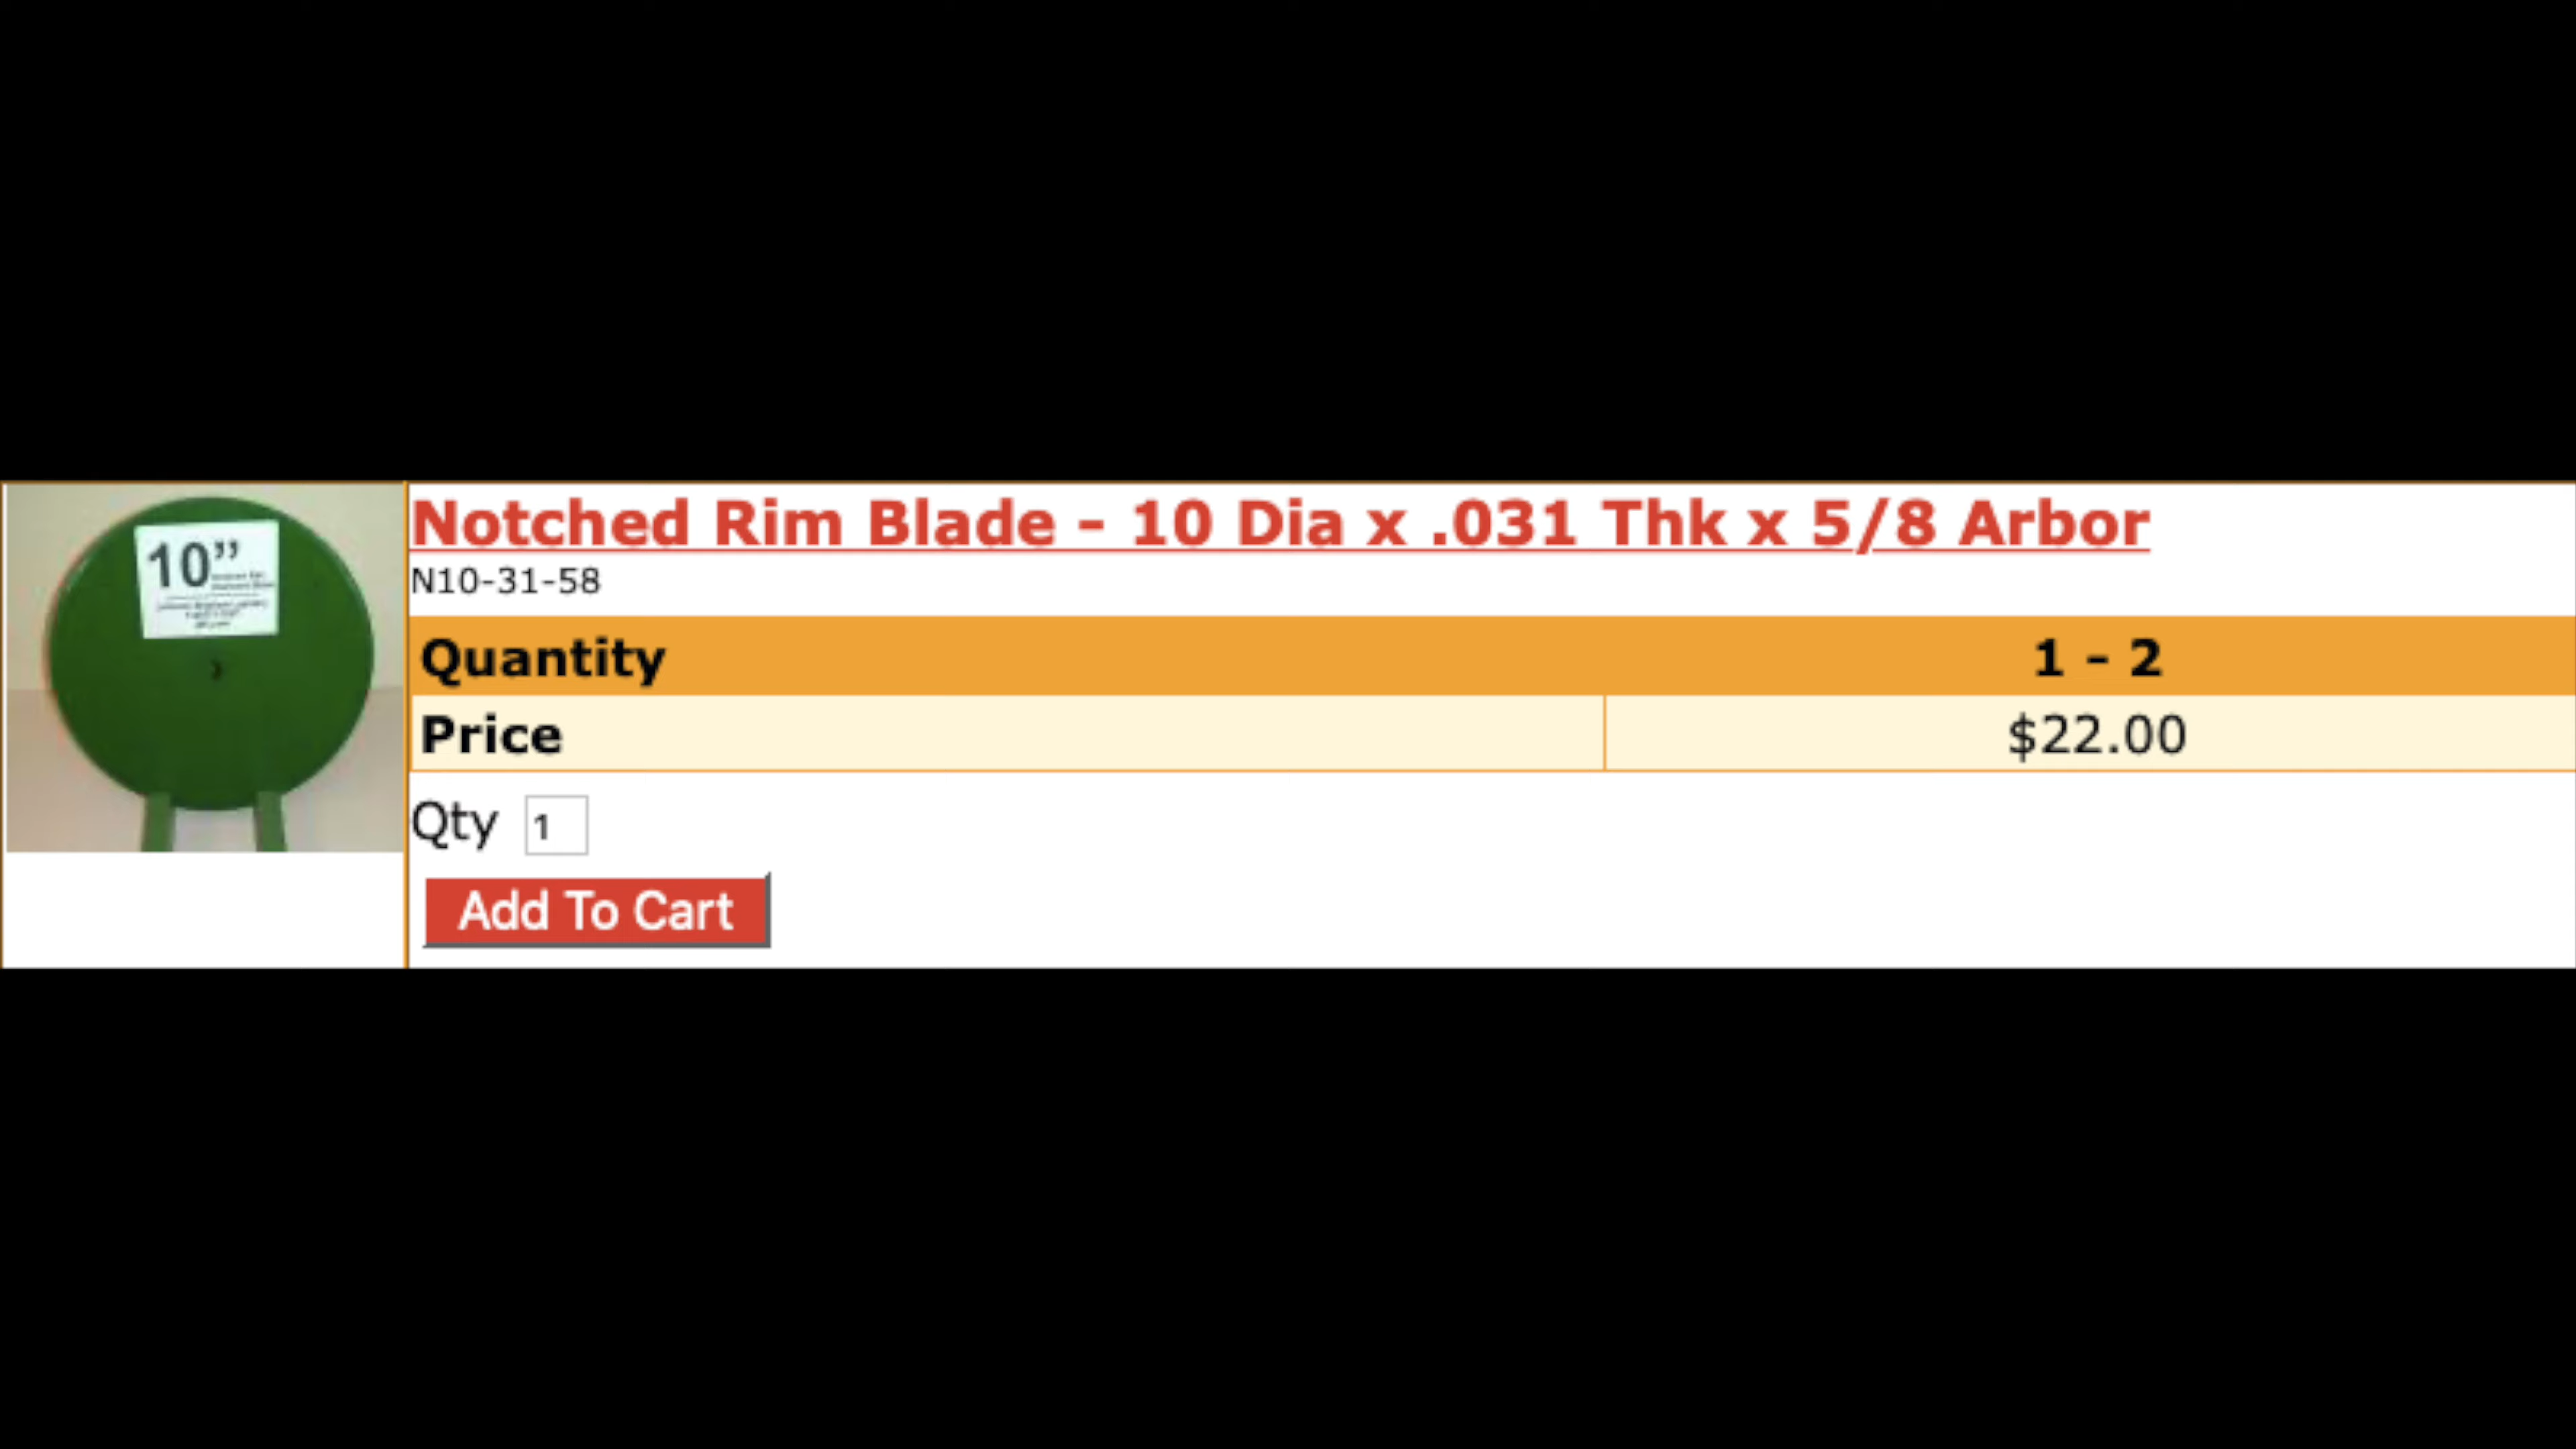 Notched Rim Blade - 10 Dia x .031 Thk x 5/8 Arbor
N10-31-58
10”
Quantity 1 - 2
Price $22.00
Qty 1
Add To Cart